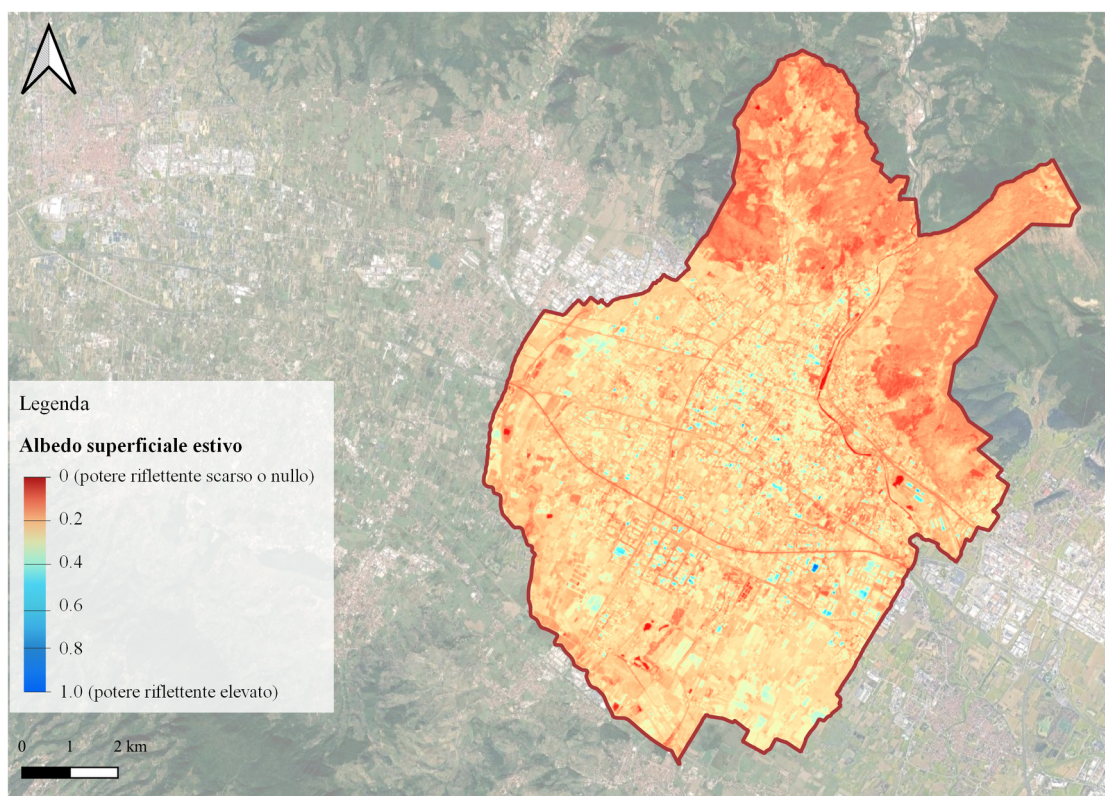 Legenda
Albedo superficiale estivo
0 (potere riflettente scarso o nullo)
0.2
0.4
0.6
0.8
1.0 (potere riflettente elevato)
0 1 2 km